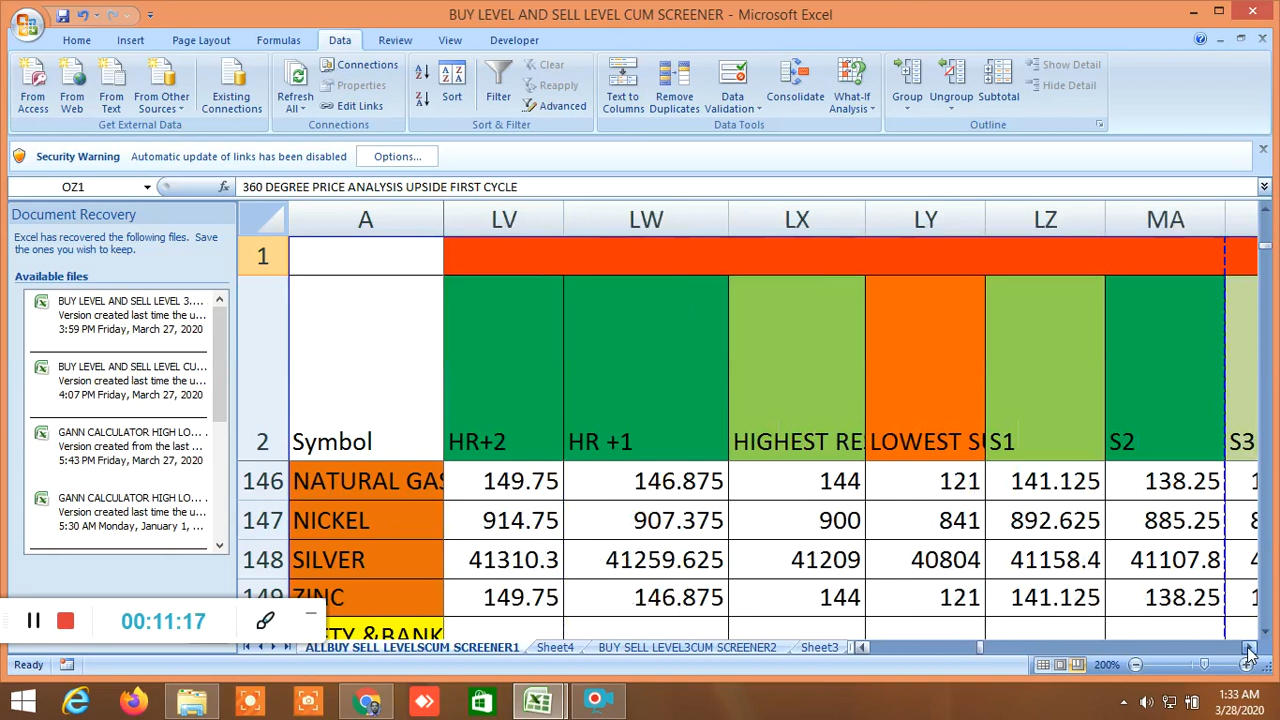 BUY LEVEL AND SELL LEVEL CUM SCREENER - Microsoft Excel
Home Insert Page Layout Formulas Data Review View Developer
From Access
From Web
From Text
From Other Sources
Existing Connections
Get External Data
Refresh All
Connections
Properties
Edit Links
Connections
Sort
Filter
Clear
Reapply
Advanced
Sort & Filter
Text to Columns
Remove Duplicates
Data Validation
Consolidate
What-If Analysis
Data Tools
Group
Ungroup
Subtotal
Show Detail
Hide Detail
Outline
Security Warning Automatic update of links has been disabled Options...
OZ1 fx 360 DEGREE PRICE ANALYSIS UPSIDE FIRST CYCLE
Document Recovery
Excel has recovered the following files. Save
the ones you wish to keep.
Available files
BUY LEVEL AND SELL LEVEL 3....
Version created last time the u...
3:59 PM Friday, March 27, 2020
BUY LEVEL AND SELL LEVEL CU...
Version created last time the u...
4:07 PM Friday, March 27, 2020
GANN CALCULATOR HIGH LO...
Version created from the last ...
5:43 PM Friday, March 27, 2020
GANN CALCULATOR HIGH LO...
Version created last time the u...
5:30 AM Monday, January 1, ...
A LV LW LX LY LZ MA
1
2 Symbol HR+2 HR +1 HIGHEST RE LOWEST S S1 S2 S3
146 NATURAL GAS 149.75 146.875 144 121 141.125 138.25 1
147 NICKEL 914.75 907.375 900 841 892.625 885.25 8
148 SILVER 41310.3 41259.625 41209 40804 41158.4 41107.8 4
149 ZINC 149.75 146.875 144 121 141.125 138.25 1
TY &BANK
00:11:17
ALLBUY SELL LEVELSCUM SCREENER1 Sheet4 BUY SELL LEVEL3CUM SCREENER2 Sheet3
Ready 200%
1:33 AM
3/28/2020